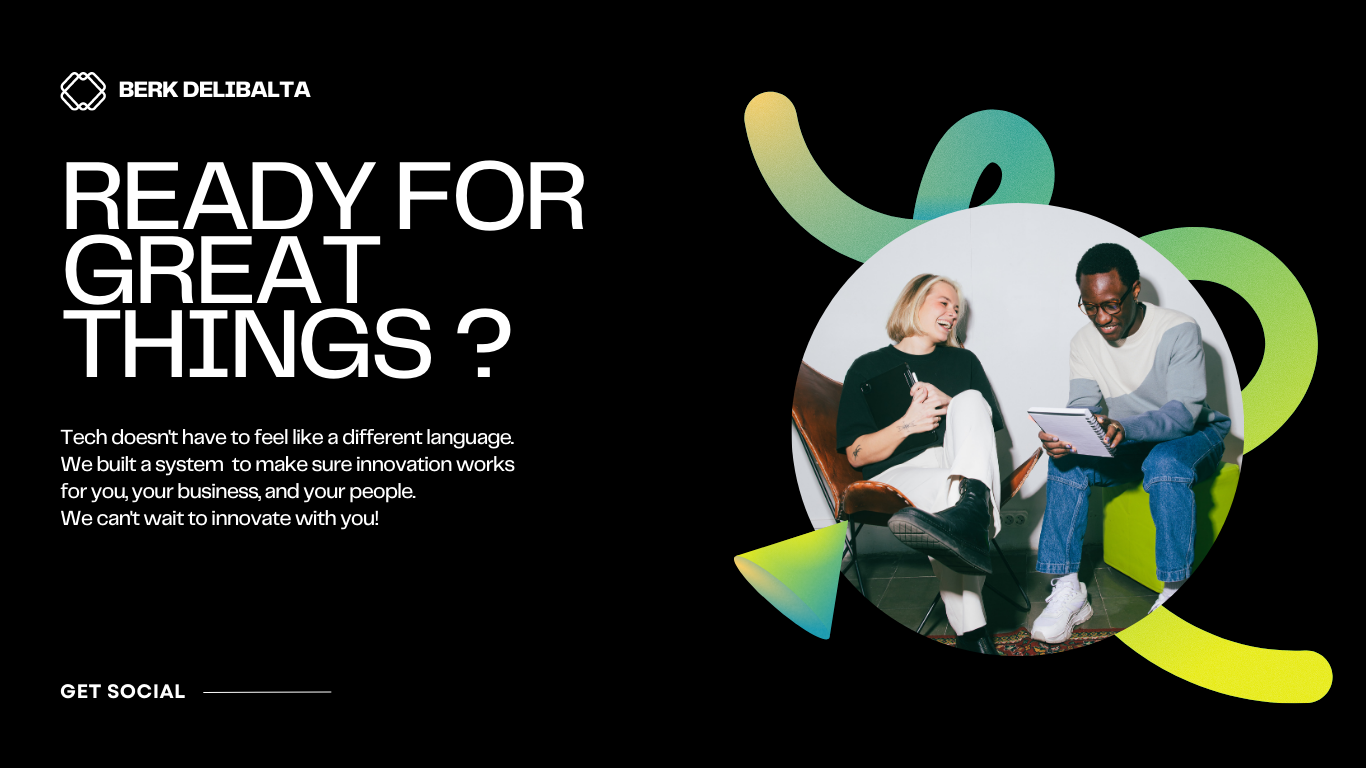 BERK DELIBALTA
READY FOR
GREAT
THINGS ?
Tech doesn't have to feel like a different language.
We built a system  to make sure innovation works
for you, your business, and your people.
We can't wait to innovate with you!
GET SOCIAL